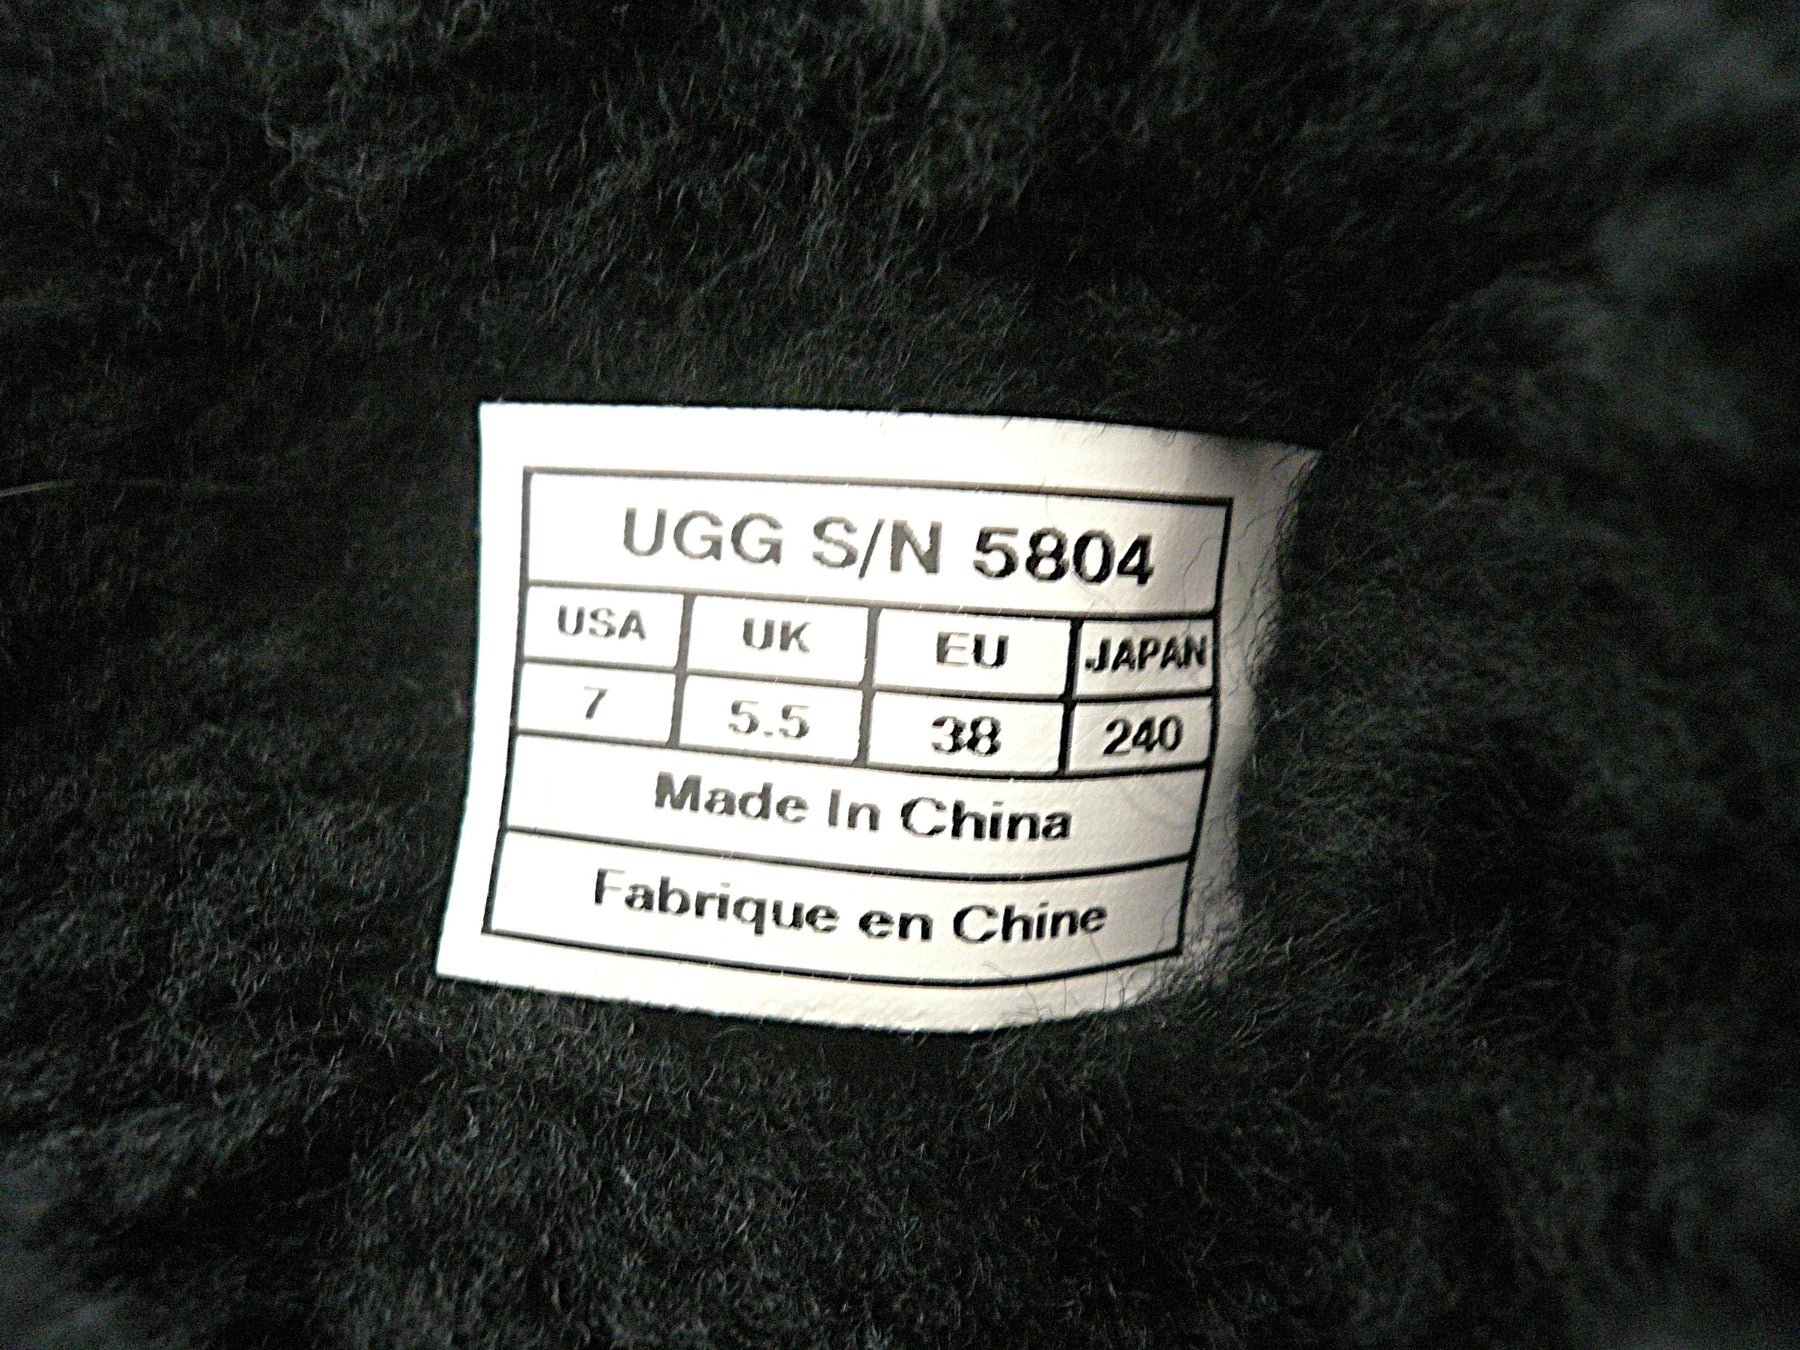 UGG S/N 5804
USA UK EU JAPAN
7 5.5 38 240
Made In China
Fabrique en Chine